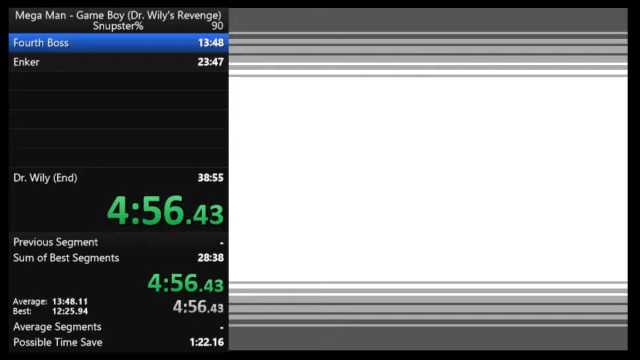 Mega Man - Game Boy (Dr. Wily's Revenge)
Snupster% 90
Fourth Boss 13:48
Enker 23:47
Dr. Wily (End) 38:55
4:56.43
Previous Segment -
Sum of Best Segments 28:38
4:56.43
Average: 13:48.11
Best: 12:25.94 4:56.43
Average Segments -
Possible Time Save 1:22.16